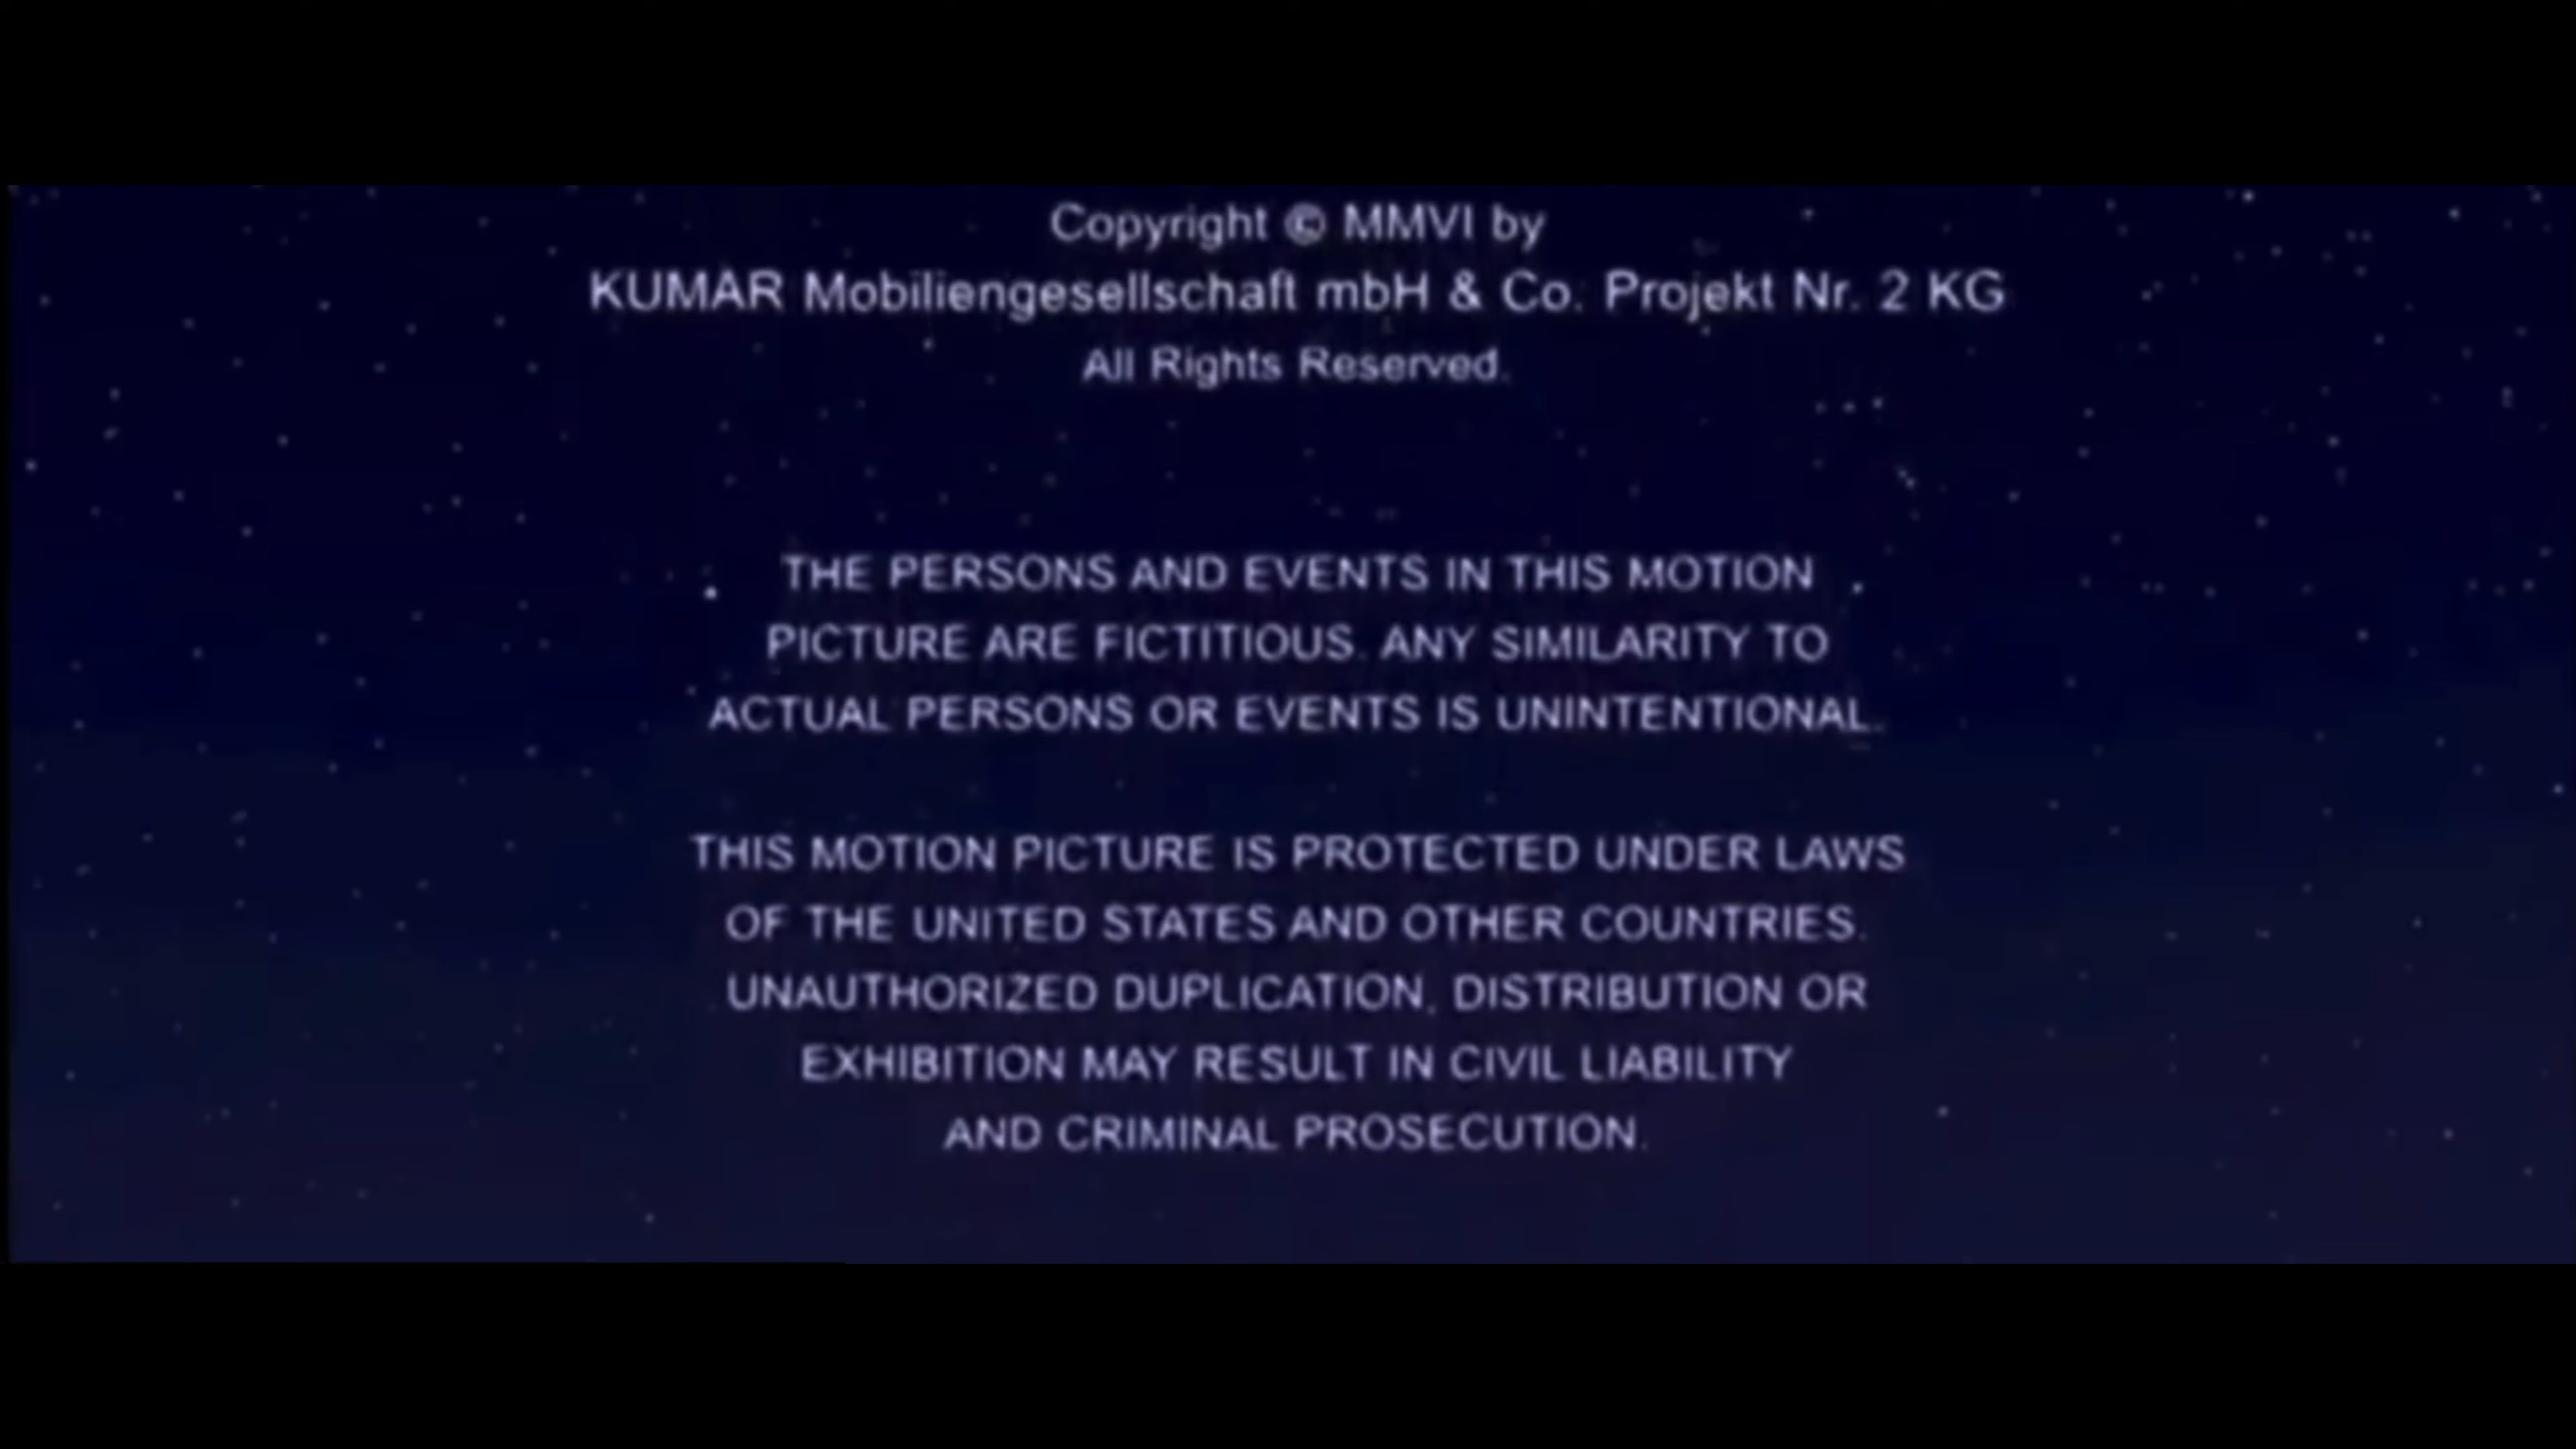 Copyright © MMVI by
KUMAR Mobiliengesellschaft mbH & Co. Projekt Nr. 2 KG
All Rights Reserved.
THE PERSONS AND EVENTS IN THIS MOTION
PICTURE ARE FICTITIOUS. ANY SIMILARITY TO
ACTUAL PERSONS OR EVENTS IS UNINTENTIONAL.
THIS MOTION PICTURE IS PROTECTED UNDER LAWS
OF THE UNITED STATES AND OTHER COUNTRIES.
UNAUTHORIZED DUPLICATION, DISTRIBUTION OR
EXHIBITION MAY RESULT IN CIVIL LIABILITY
AND CRIMINAL PROSECUTION.